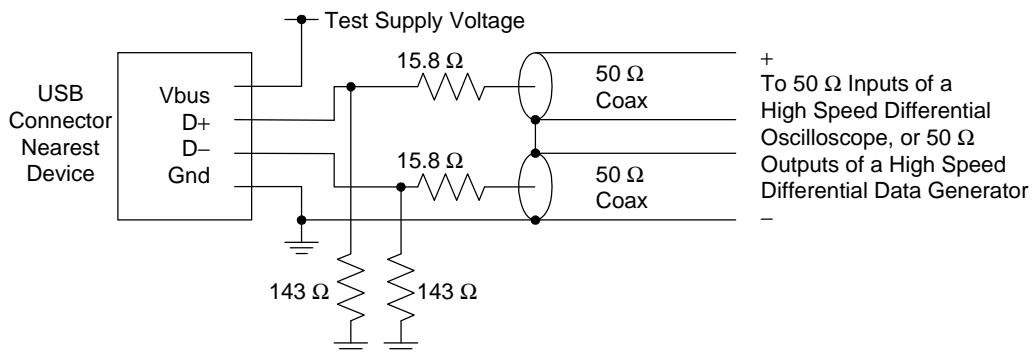 Test Supply Voltage
USB
Connector
Nearest
Device
Vbus
D+
D−
Gnd
15.8 Ω
50 Ω
Coax
15.8 Ω
50 Ω
Coax
+
To 50 Ω Inputs of a
High Speed Differential
Oscilloscope, or 50 Ω
Outputs of a High Speed
Differential Data Generator
−
143 Ω
143 Ω